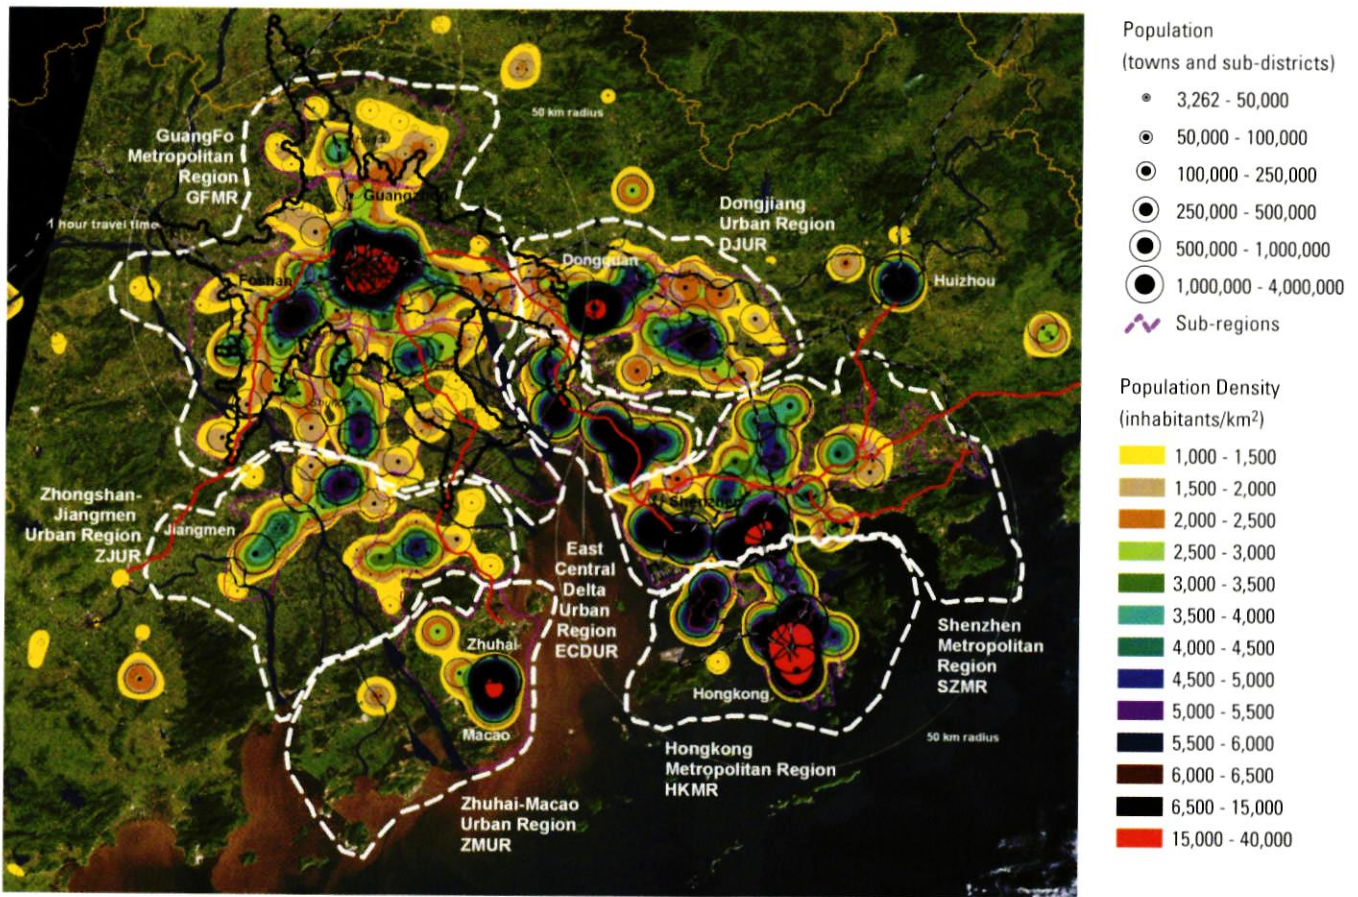 50 km radius
GuangFo
Metropolitan
Region
GFMR
Guangzhou
1 hour travel time
Dongjiang
Urban Region
DJUR
Dongguan
Foshan
Huizhou
Zhongshan-
Jiangmen
Urban Region
ZJUR
Jiangmen
Shenzhen
East
Central
Delta
Urban
Region
ECDUR
Zhuhai
Macao
Hongkong
Shenzhen
Metropolitan
Region
SZMR
50 km radius
Hongkong
Metropolitan Region
HKMR
Zhuhai-Macao
Urban Region
ZMUR
Population
(towns and sub-districts)
3,262 - 50,000
50,000 - 100,000
100,000 - 250,000
250,000 - 500,000
500,000 - 1,000,000
1,000,000 - 4,000,000
Sub-regions
Population Density
(inhabitants/km²)
1,000 - 1,500
1,500 - 2,000
2,000 - 2,500
2,500 - 3,000
3,000 - 3,500
3,500 - 4,000
4,000 - 4,500
4,500 - 5,000
5,000 - 5,500
5,500 - 6,000
6,000 - 6,500
6,500 - 15,000
15,000 - 40,000